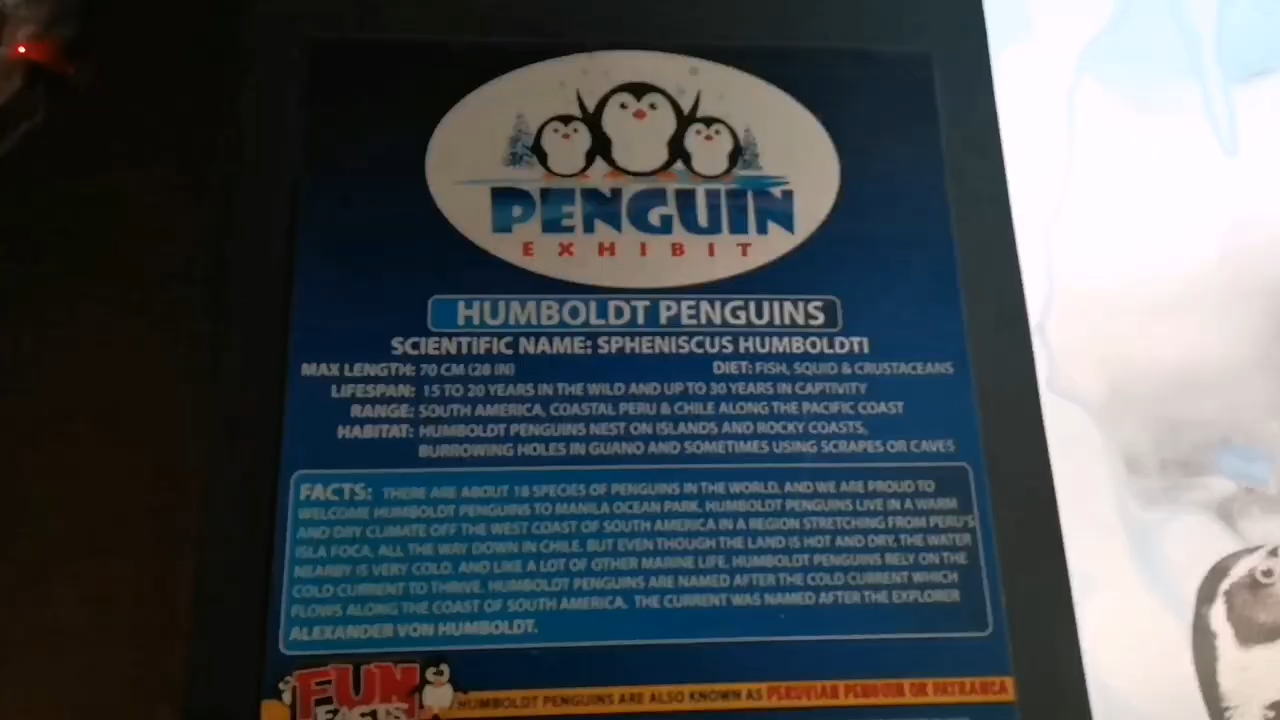 PENGUIN
EXHIBIT
HUMBOLDT PENGUINS
SCIENTIFIC NAME: SPHENISCUS HUMBOLDTI
MAX LENGTH: 70 CM (28 IN) DIET: FISH, SQUID & CRUSTACEANS
LIFESPAN: 15 TO 20 YEARS IN THE WILD AND UP TO 30 YEARS IN CAPTIVITY
RANGE: SOUTH AMERICA, COASTAL PERU & CHILE ALONG THE PACIFIC COAST
HABITAT: HUMBOLDT PENGUINS NEST ON ISLANDS AND ROCKY COASTS,
BURROWING HOLES IN GUANO AND SOMETIMES USING SCRAPES OR CAVES
FACTS: THERE ARE ABOUT 18 SPECIES OF PENGUINS IN THE WORLD, AND WE ARE PROUD TO
WELCOME HUMBOLDT PENGUINS TO MANILA OCEAN PARK. HUMBOLDT PENGUINS LIVE IN A WARM
AND DRY CLIMATE OFF THE WEST COAST OF SOUTH AMERICA IN A REGION STRETCHING FROM PERU'S
ISLA FOCA, ALL THE WAY DOWN IN CHILE. BUT EVEN THOUGH THE LAND IS HOT AND DRY, THE WATER
NEARBY IS VERY COLD. AND LIKE A LOT OF OTHER MARINE LIFE, HUMBOLDT PENGUINS RELY ON THE
COLD CURRENT TO THRIVE. HUMBOLDT PENGUINS ARE NAMED AFTER THE COLD CURRENT WHICH
FLOWS ALONG THE COAST OF SOUTH AMERICA. THE CURRENT WAS NAMED AFTER THE EXPLORER
ALEXANDER VON HUMBOLDT.
FUN
FACTS
HUMBOLDT PENGUINS ARE ALSO KNOWN AS PERUVIAN PENGUIN OR PATRANCA